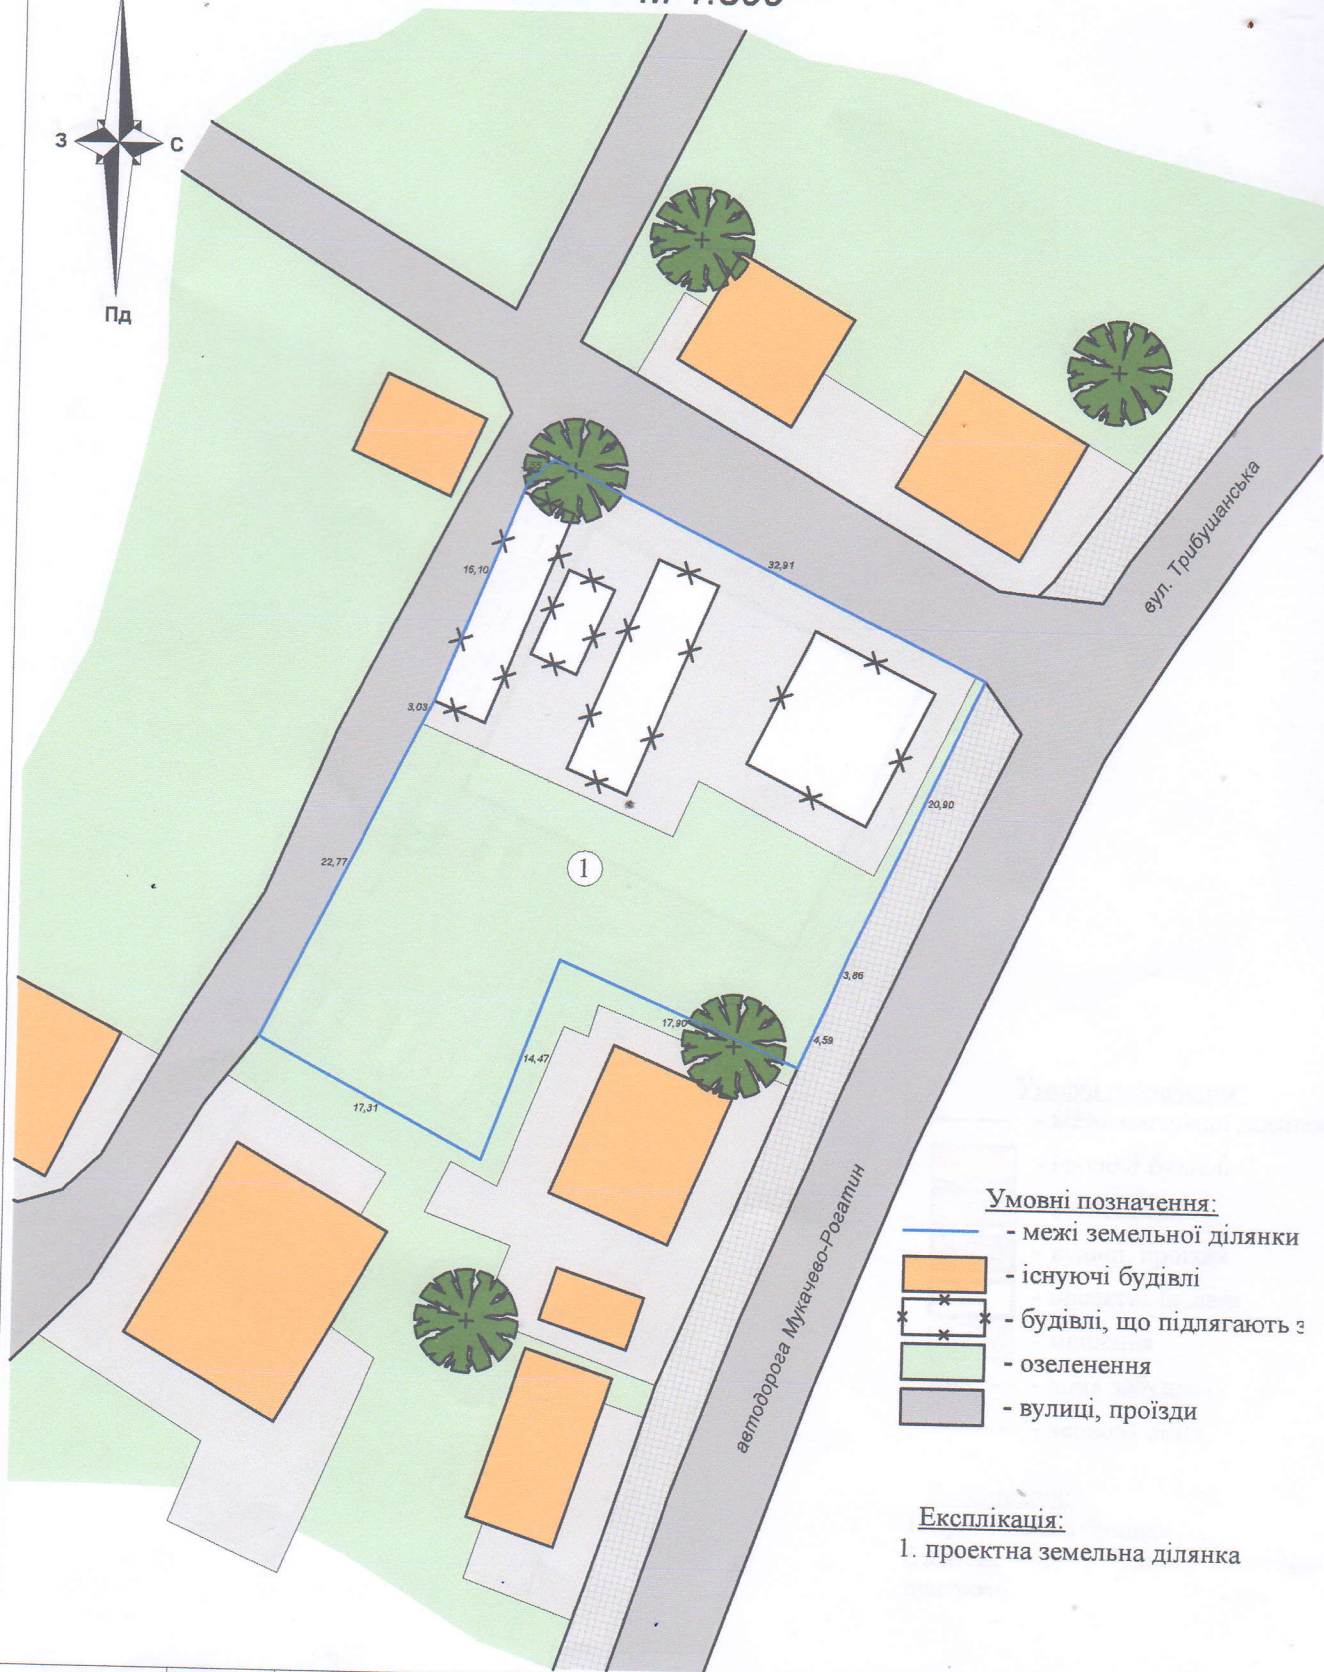 З
С
Пд
32,91
16,10
3,03
вул. Трибушанська
20,90
22,77
1
3,86
17,90
4,59
14,47
17,31
автодорога Мукачево-Рогатин
Умовні позначення:
- межі земельної ділянки
- існуючі будівлі
- будівлі, що підлягають
- озеленення
- вулиці, проїзди
Експлікація:
1. проектна земельна ділянка